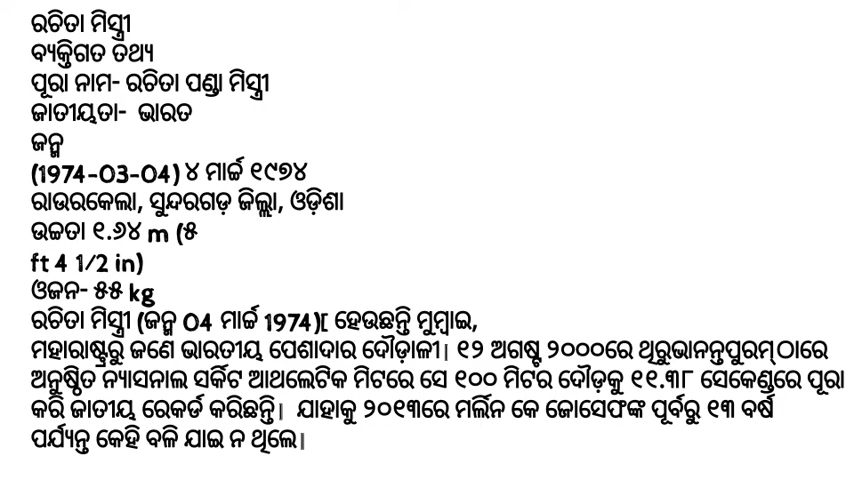 ରଚିତା ମିସ୍ତ୍ରୀ
ବ୍ୟକ୍ତିଗତ ତଥ୍ୟ
ପୂରା ନାମ- ରଚିତା ପଣ୍ଡା ମିସ୍ତ୍ରୀ
ଜାତୀୟତା- ଭାରତ
ଜନ୍ମ
(1974-03-04) ୪ ମାର୍ଚ୍ଚ ୧୯୭୪
ରାଉରକେଲା, ସୁନ୍ଦରଗଡ଼ ଜିଲ୍ଲା, ଓଡ଼ିଶା
ଉଚ୍ଚତା ୧.୬୪ m (୫
ft 4 1/2 in)
ଓଜନ- ୫୫ kg
ରଚିତା ମିସ୍ତ୍ରୀ (ଜନ୍ମ 04 ମାର୍ଚ୍ଚ 1974)[ ହେଉଛନ୍ତି ମୁମ୍ବାଇ,
ମହାରାଷ୍ଟ୍ରରୁ ଜଣେ ଭାରତୀୟ ପେଶାଦାର ଦୌଡ଼ାଳୀ। ୧୨ ଅଗଷ୍ଟ ୨୦୦୦ରେ ଥିରୁଭାନନ୍ତପୁରମ୍‌ଠାରେ
ଅନୁଷ୍ଠିତ ନ୍ୟାସନାଲ ସର୍କିଟ ଆଥଲେଟିକ ମିଟରେ ସେ ୧୦୦ ମିଟର ଦୌଡ଼କୁ ୧୧.୩୮ ସେକେଣ୍ଡରେ ପୂରା
କରି ଜାତୀୟ ରେକର୍ଡ କରିଛନ୍ତି। ଯାହାକୁ ୨୦୧୩ରେ ମର୍ଲିନ କେ ଜୋସେଫଙ୍କ ପୂର୍ବରୁ ୧୩ ବର୍ଷ
ପର୍ଯ୍ୟନ୍ତ କେହି ବଳି ଯାଇ ନ ଥିଲେ।